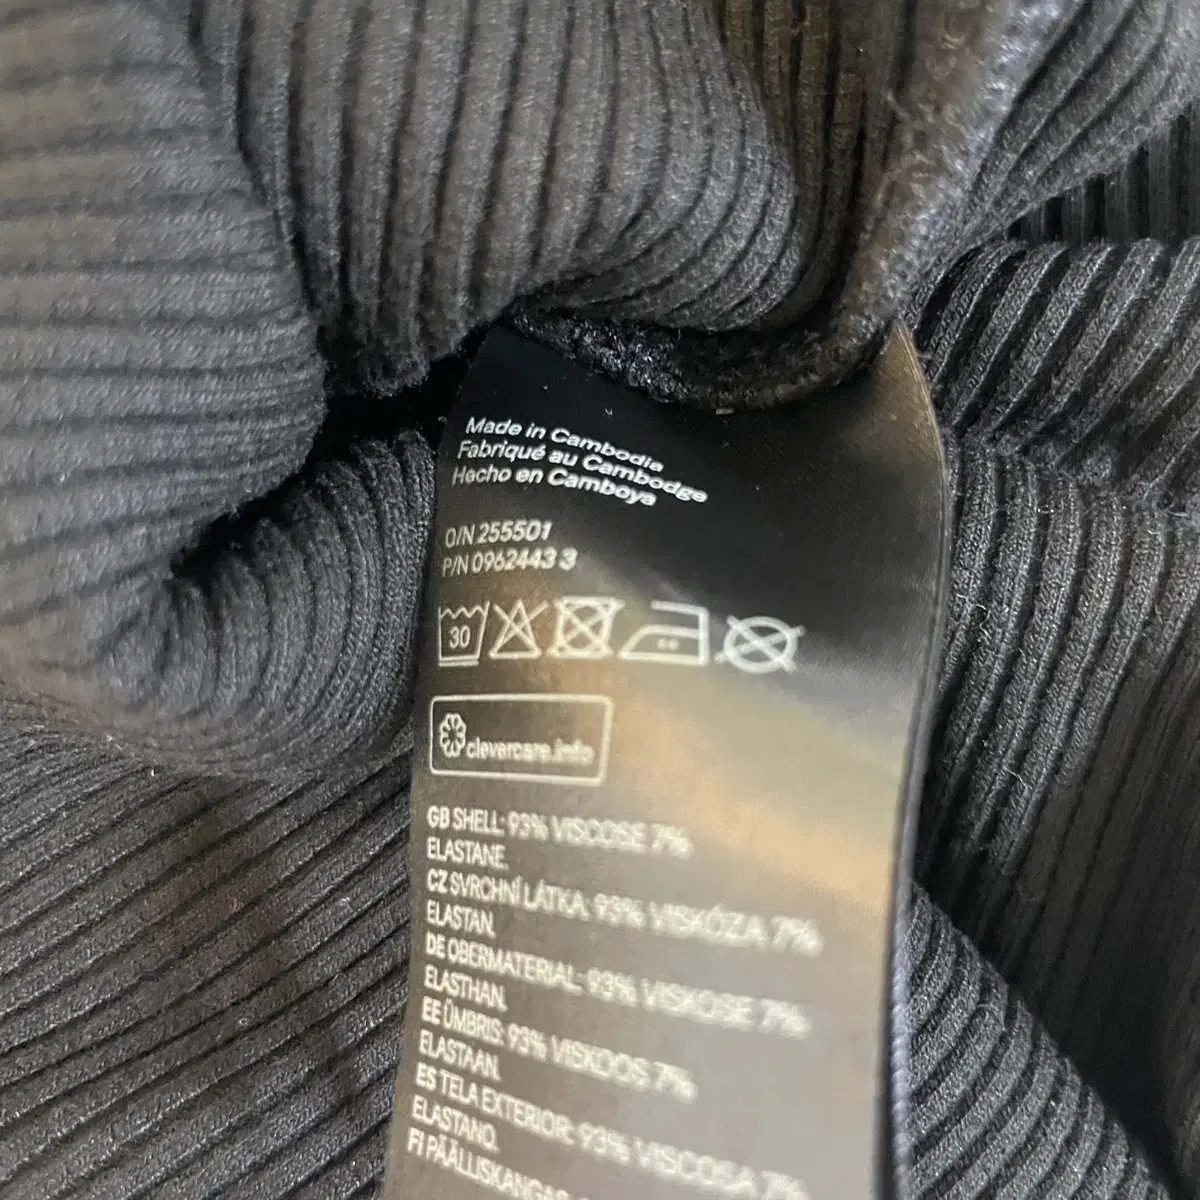 Made in Cambodia
Fabriqué au Cambodge
Hecho en Camboya
O/N 255501
P/N 0962443 3
30
clevercare.info
GB SHELL: 93% VISCOSE 7%
ELASTANE.
CZ SVRCHNÍ LÁTKA: 93% VISKÓZA 7%
ELASTAN.
DE OBERMATERIAL: 93% VISKOSE 7%
ELASTHAN.
EE ÜMBRIS: 93% VISKOOS 7%
ELASTAAN.
ES TELA EXTERIOR: 93% VISCOSA 7%
ELASTANO.
FI PÄÄLLISKANGAS: